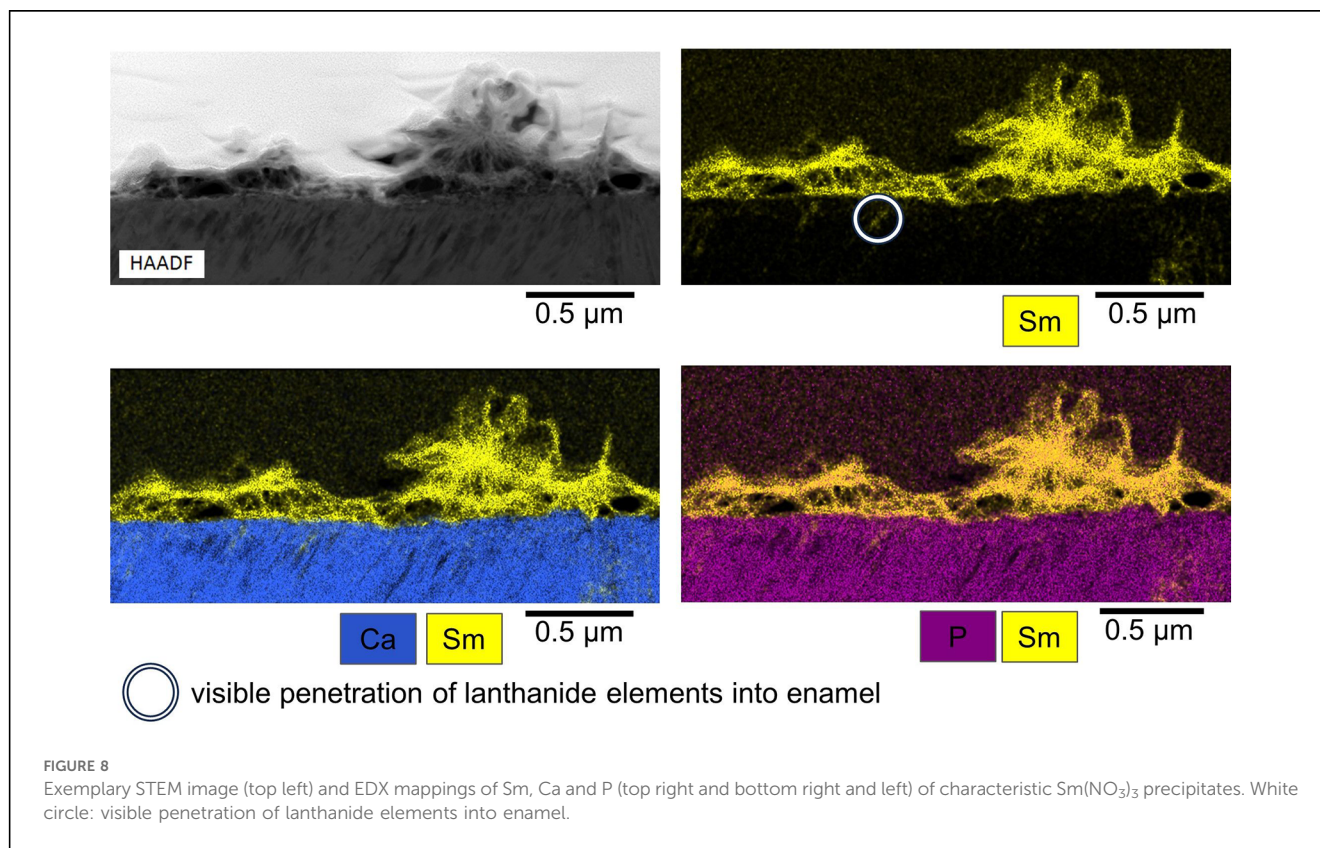 HAADF
0.5 µm
Sm
0.5 µm
Ca
Sm
0.5 µm
P
Sm
0.5 µm
visible penetration of lanthanide elements into enamel
FIGURE 8
Exemplary STEM image (top left) and EDX mappings of Sm, Ca and P (top right and bottom right and left) of characteristic Sm(NO₃)₃ precipitates. White
circle: visible penetration of lanthanide elements into enamel.